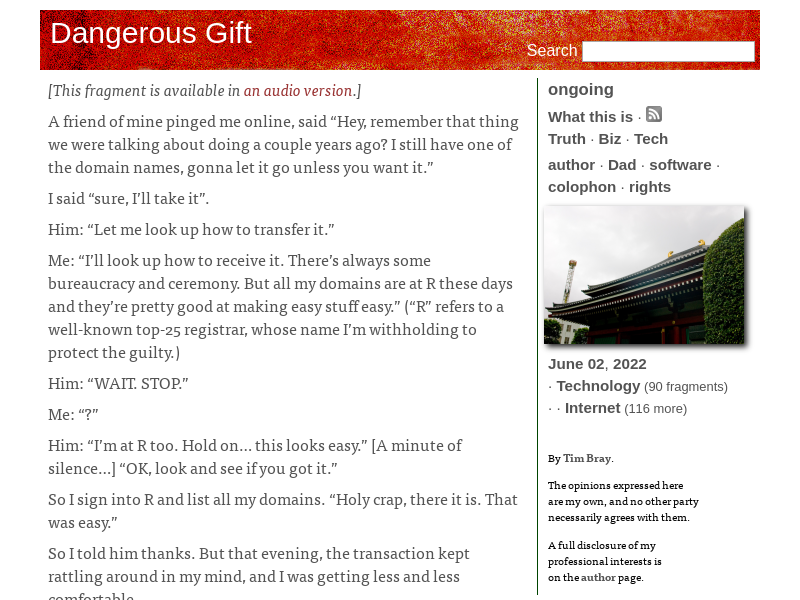 Dangerous Gift
Search
[This fragment is available in an audio version.]
A friend of mine pinged me online, said “Hey, remember that thing
we were talking about doing a couple years ago? I still have one of
the domain names, gonna let it go unless you want it.”
I said “sure, I’ll take it”.
Him: “Let me look up how to transfer it.”
Me: “I’ll look up how to receive it. There’s always some
bureaucracy and ceremony. But all my domains are at R these days
and they’re pretty good at making easy stuff easy.” (“R” refers to a
well-known top-25 registrar, whose name I’m withholding to
protect the guilty.)
Him: “WAIT. STOP.”
Me: “?”
Him: “I’m at R too. Hold on… this looks easy.” [A minute of
silence…] “OK, look and see if you got it.”
So I sign into R and list all my domains. “Holy crap, there it is. That
was easy.”
So I told him thanks. But that evening, the transaction kept
rattling around in my mind, and I was getting less and less
comfortable
ongoing
What this is ·
Truth · Biz · Tech
author · Dad · software ·
colophon · rights
June 02, 2022
· Technology (90 fragments)
· · Internet (116 more)
By Tim Bray.
The opinions expressed here
are my own, and no other party
necessarily agrees with them.
A full disclosure of my
professional interests is
on the author page.